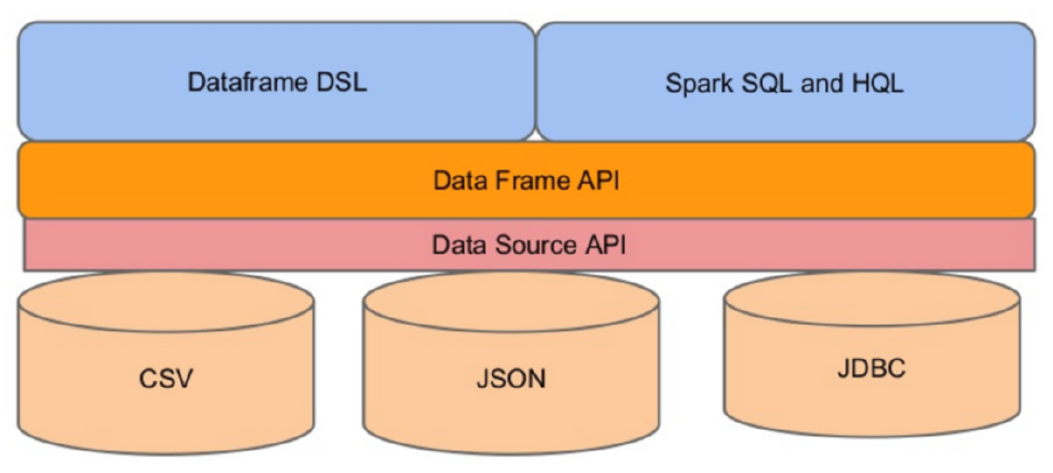 Dataframe DSL
Spark SQL and HQL
Data Frame API
Data Source API
CSV
JSON
JDBC